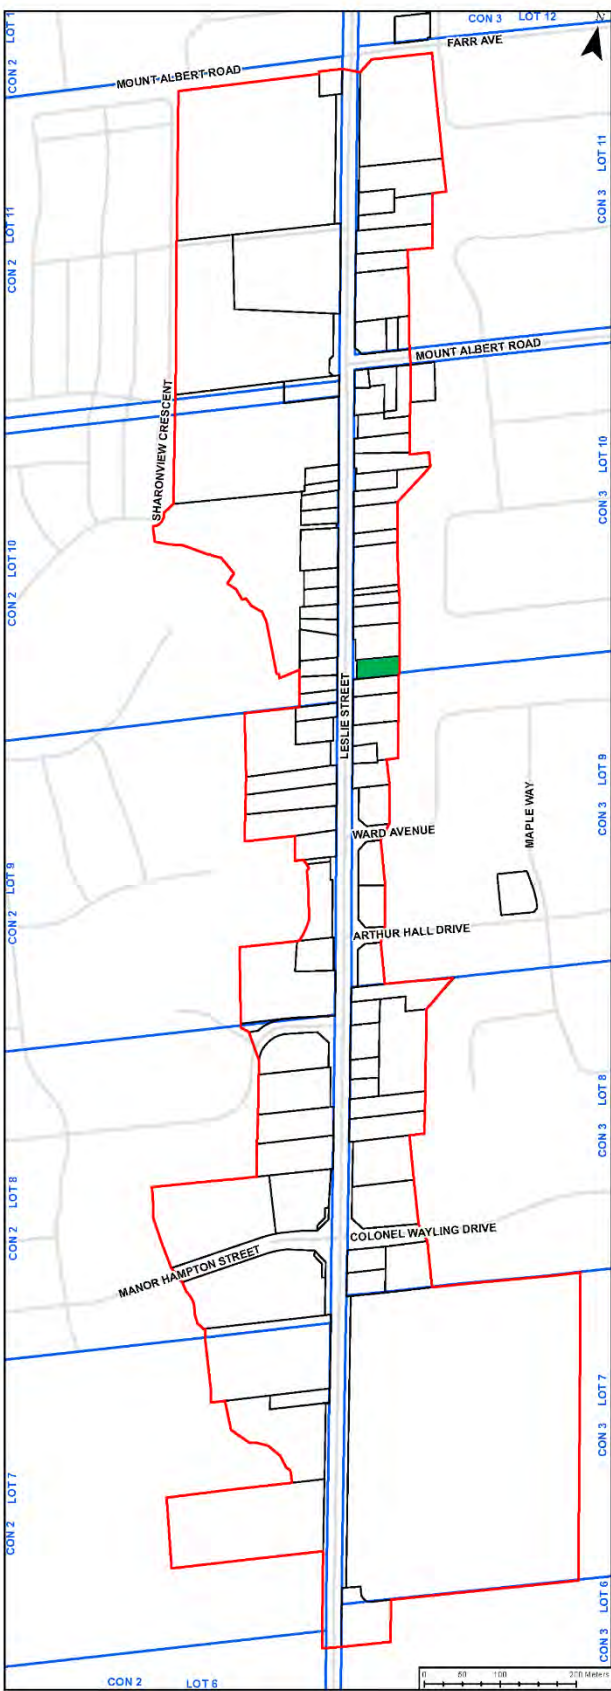 CON 3 LOT 12
N
CON 2 LOT 1
FARR AVE
MOUNT ALBERT ROAD
CON 3 LOT 11
CON 2 LOT 11
MOUNT ALBERT ROAD
SHARONVIEW CRESCENT
CON 3 LOT 10
CON 2 LOT 10
LESLIE STREET
CON 3 LOT 9
MAPLE WAY
WARD AVENUE
CON 2 LOT 9
ARTHUR HALL DRIVE
CON 3 LOT 8
CON 2 LOT 8
COLONEL WAYLING DRIVE
MANOR HAMPTON STREET
CON 3 LOT 7
CON 2 LOT 7
CON 3 LOT 6
CON 2 LOT 6
0 50 100 200 Meters